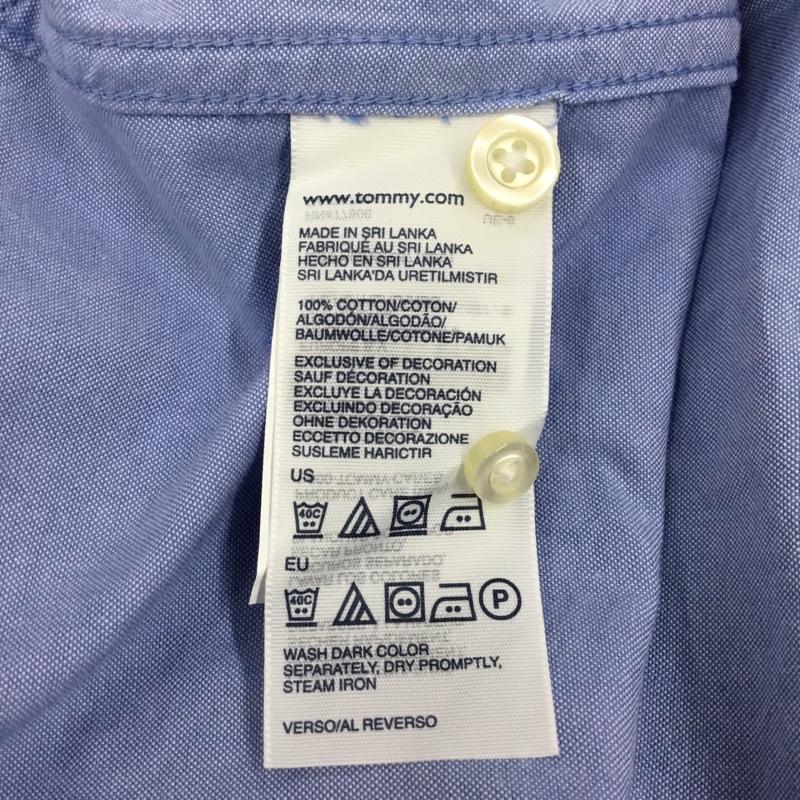 www.tommy.com
MADE IN SRI LANKA
FABRIQUÉ AU SRI LANKA
HECHO EN SRI LANKA
SRI LANKA'DA URETILMISTIR
100% COTTON/COTON/
ALGODÓN/ALGODÃO/
BAUMWOLLE/COTONE/PAMUK
EXCLUSIVE OF DECORATION
SAUF DÉCORATION
EXCLUYE LA DECORACIÓN
EXCLUINDO DECORAÇÃO
OHNE DEKORATION
ECCETTO DECORAZIONE
SUSLEME HARICTIR
US
40C
EU
40C P
WASH DARK COLOR
SEPARATELY, DRY PROMPTLY,
STEAM IRON
VERSO/AL REVERSO